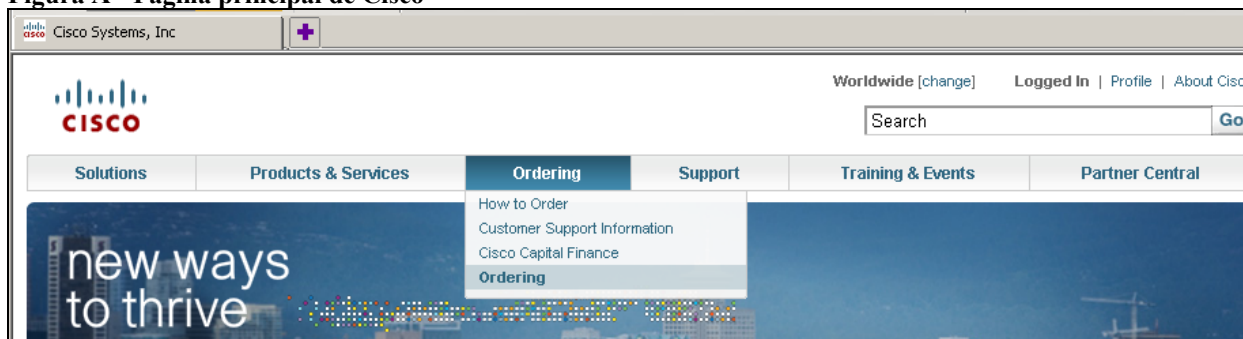 Figura A - Página principal de Cisco
cisco Cisco Systems, Inc
Worldwide [change] Logged In | Profile | About Cisc
CISCO
Search Go
Solutions Products & Services Ordering Support Training & Events Partner Central
How to Order
Customer Support Information
Cisco Capital Finance
Ordering
new ways
to thrive